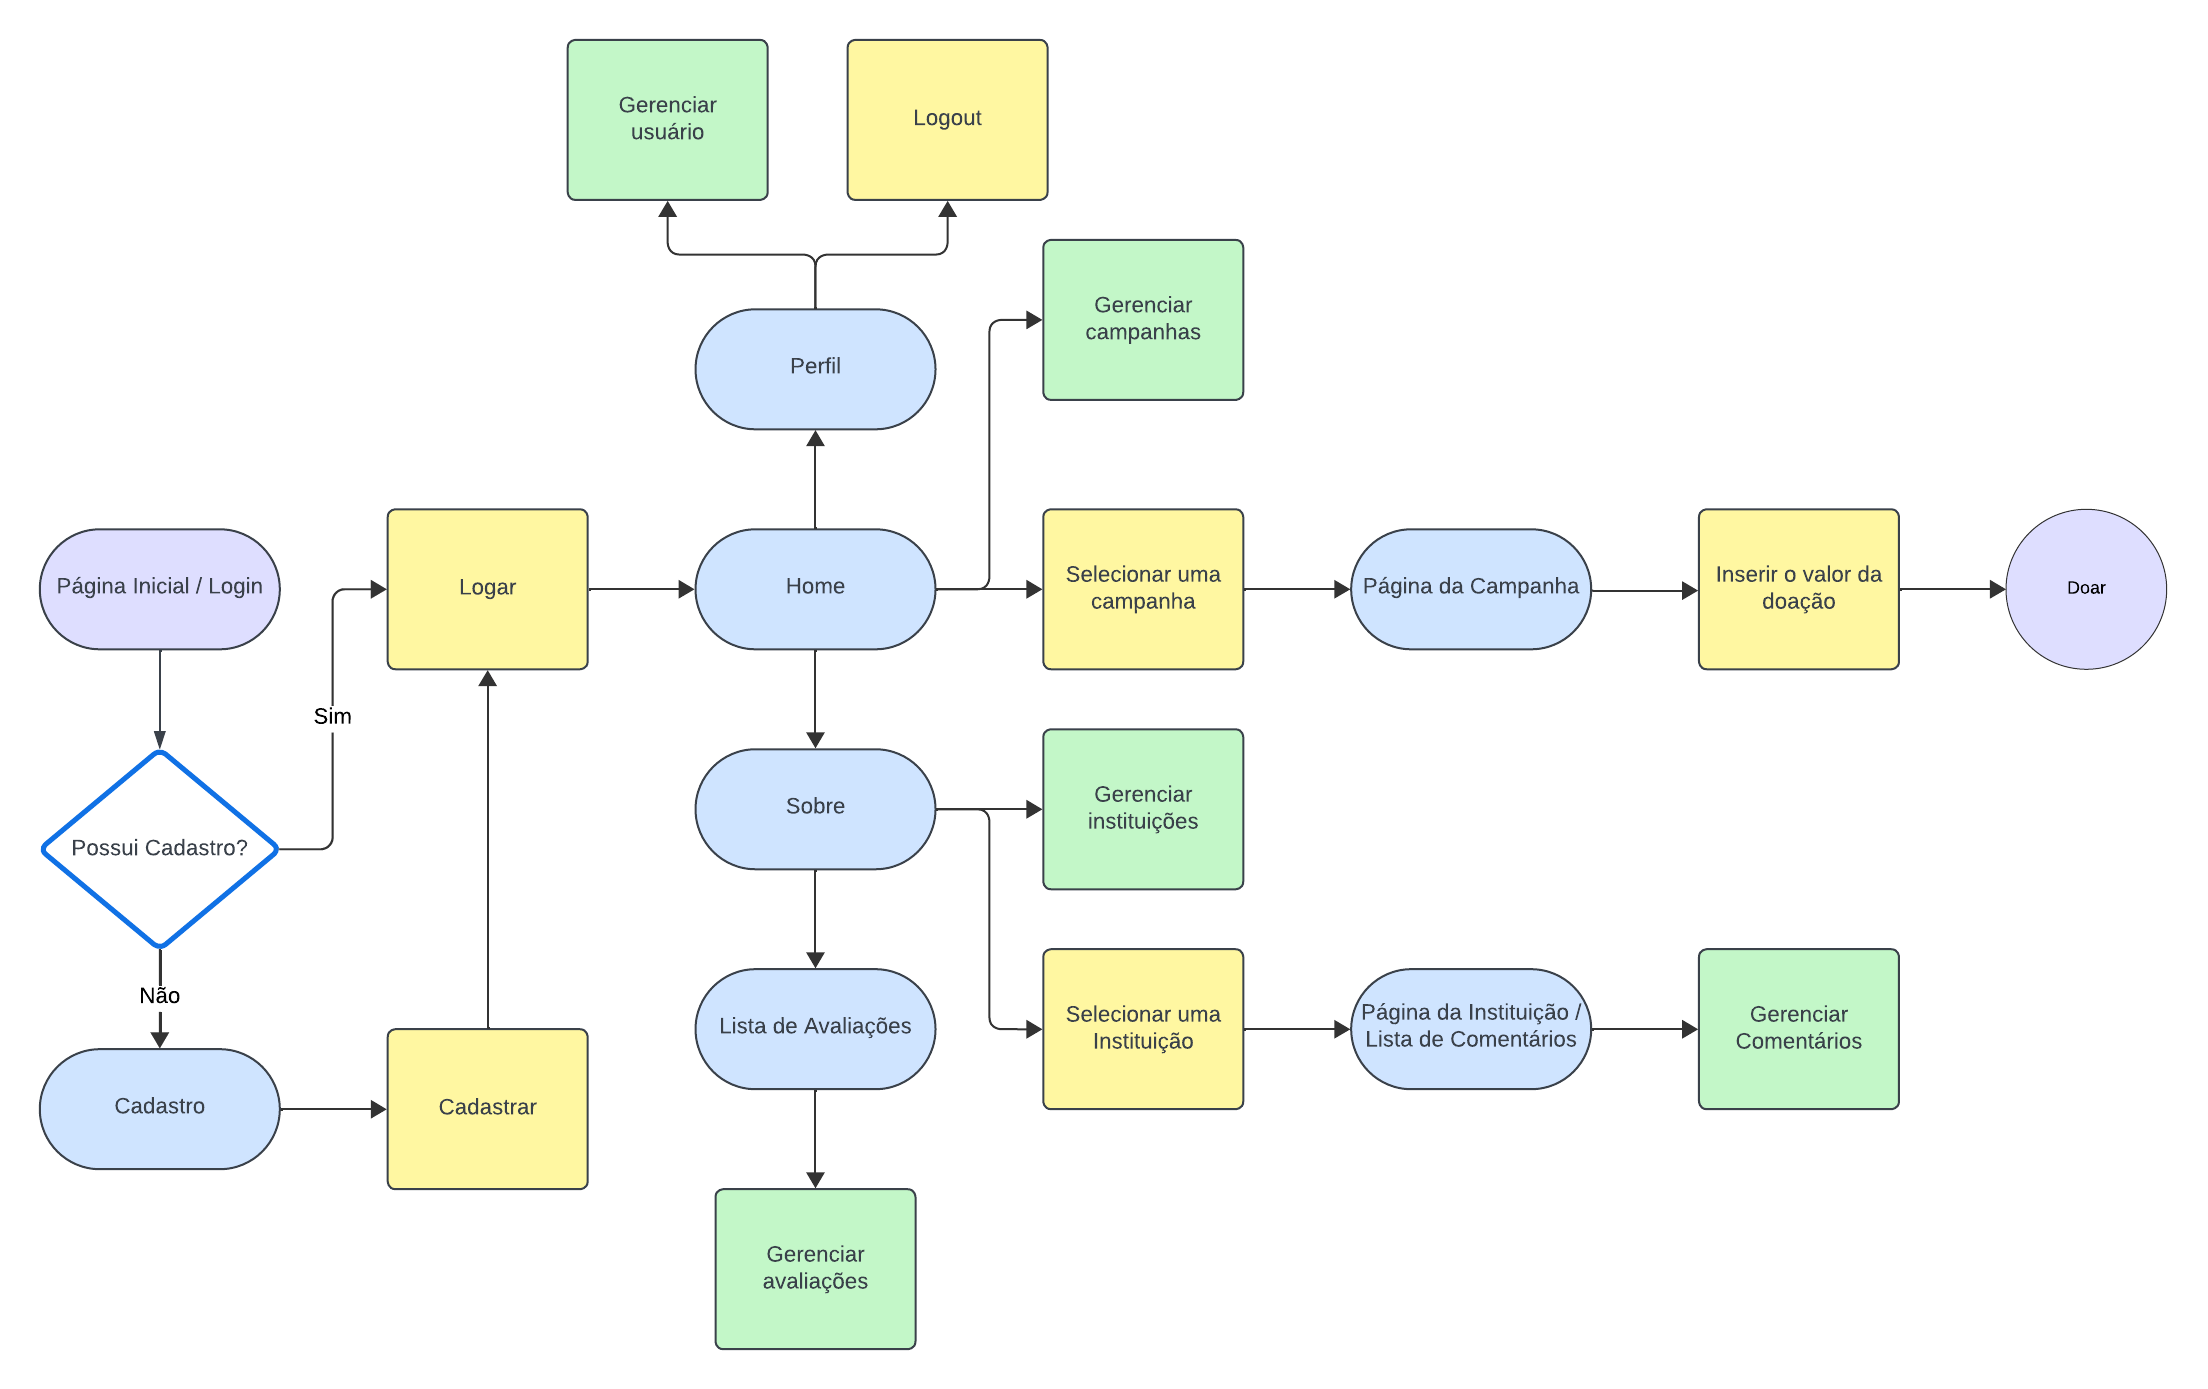 Gerenciar
usuário
Logout
Gerenciar
campanhas
Perfil
Página Inicial / Login
Logar
Home
Selecionar uma
campanha
Página da Campanha
Inserir o valor da
doação
Doar
Sim
Possui Cadastro?
Sobre
Gerenciar
instituições
Não
Lista de Avaliações
Selecionar uma
Instituição
Página da Instituição /
Lista de Comentários
Gerenciar
Comentários
Cadastro
Cadastrar
Gerenciar
avaliações